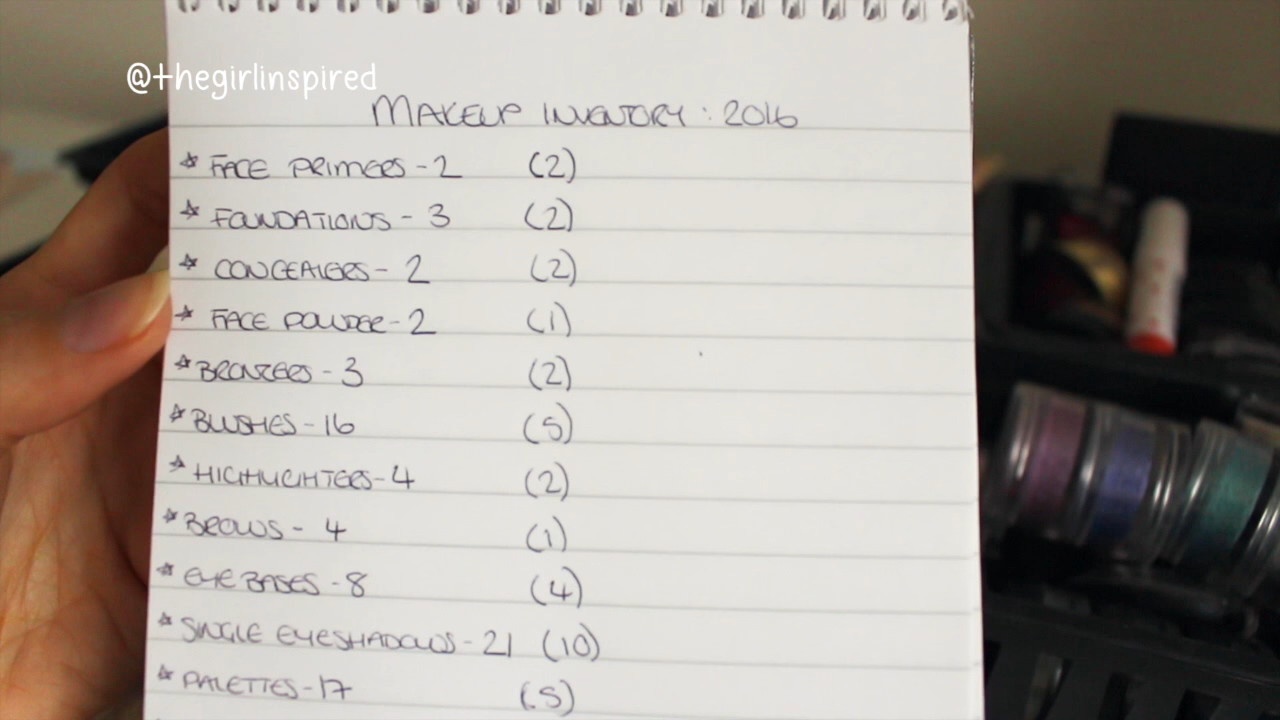 @thegirlinspired
MAKEUP INVENTORY : 2016
* FACE PRIMERS - 2 (2)
* FOUNDATIONS - 3 (2)
* CONCEALERS - 2 (2)
* FACE POWDER - 2 (1)
* BRONZERS - 3 (2)
* BLUSHES - 16 (5)
* HIGHLIGHTERS - 4 (2)
* BROWS - 4 (1)
* EYE BASES - 8 (4)
* SINGLE EYESHADOWS - 21 (10)
* PALETTES - 17 (5)